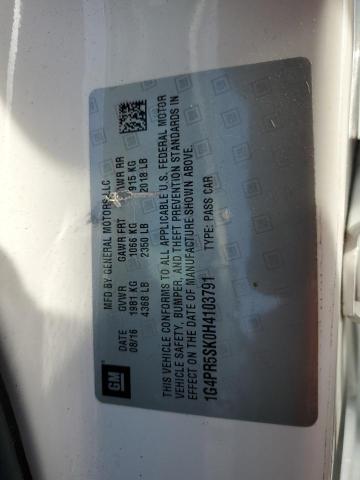 MFD BY GENERAL MOTORS LLC
DATE GVWR GAWR FRT GAWR RR
08/16 1981 KG 1066 KG 915 KG
4368 LB 2350 LB 2018 LB
THIS VEHICLE CONFORMS TO ALL APPLICABLE U.S. FEDERAL MOTOR
VEHICLE SAFETY, BUMPER, AND THEFT PREVENTION STANDARDS IN
EFFECT ON THE DATE OF MANUFACTURE SHOWN ABOVE.
1G4PR5SK0H4103791 TYPE: PASS CAR
GM